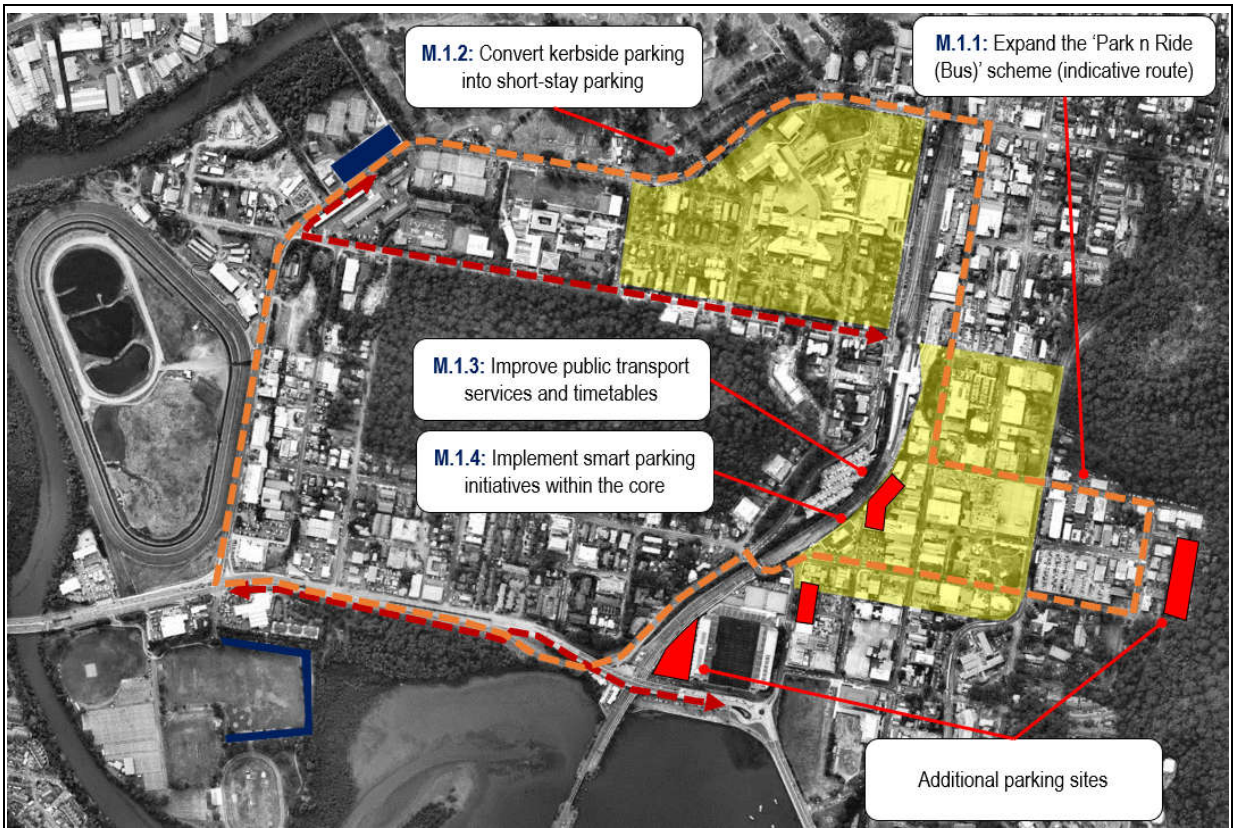 M.1.2: Convert kerbside parking
into short-stay parking
M.1.1: Expand the ‘Park n Ride
(Bus)’ scheme (indicative route)
M.1.3: Improve public transport
services and timetables
M.1.4: Implement smart parking
initiatives within the core
Additional parking sites